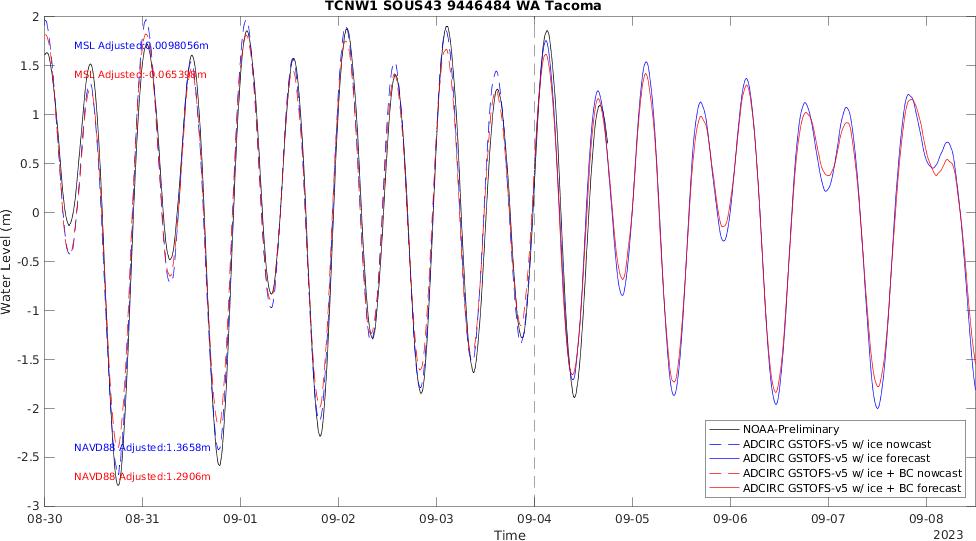 TCNW1 SOUS43 9446484 WA Tacoma
MSL Adjusted:0.0098056m
MSL Adjusted:-0.065398m
NAVD88 Adjusted:1.3658m
NAVD88 Adjusted:1.2906m
Water Level (m)
2
1.5
1
0.5
0
-0.5
-1
-1.5
-2
-2.5
-3
NOAA-Preliminary
ADCIRC GSTOFS-v5 w/ ice nowcast
ADCIRC GSTOFS-v5 w/ ice forecast
ADCIRC GSTOFS-v5 w/ ice + BC nowcast
ADCIRC GSTOFS-v5 w/ ice + BC forecast
08-30 08-31 09-01 09-02 09-03 09-04 09-05 09-06 09-07 09-08
Time
2023